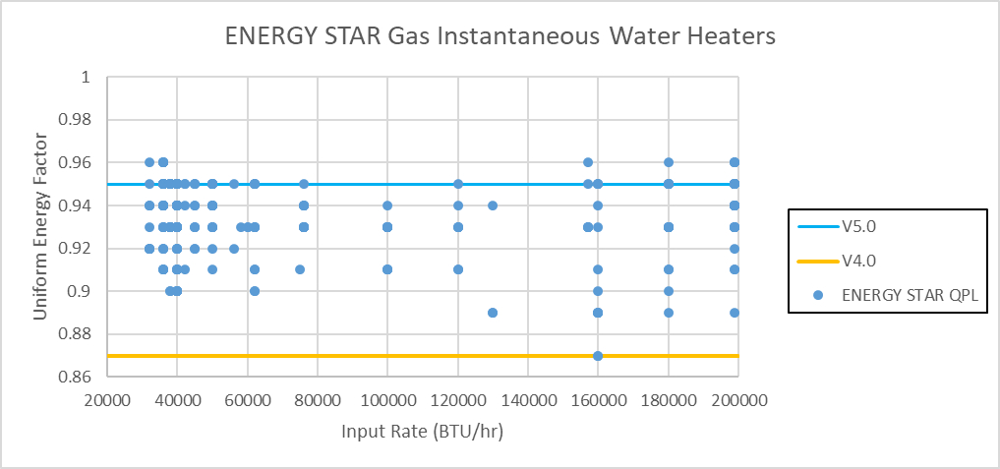 ENERGY STAR Gas Instantaneous Water Heaters
Uniform Energy Factor
1
0.98
0.96
0.94
0.92
0.9
0.88
0.86
20000 40000 60000 80000 100000 120000 140000 160000 180000 200000
Input Rate (BTU/hr)
V5.0
V4.0
ENERGY STAR QPL